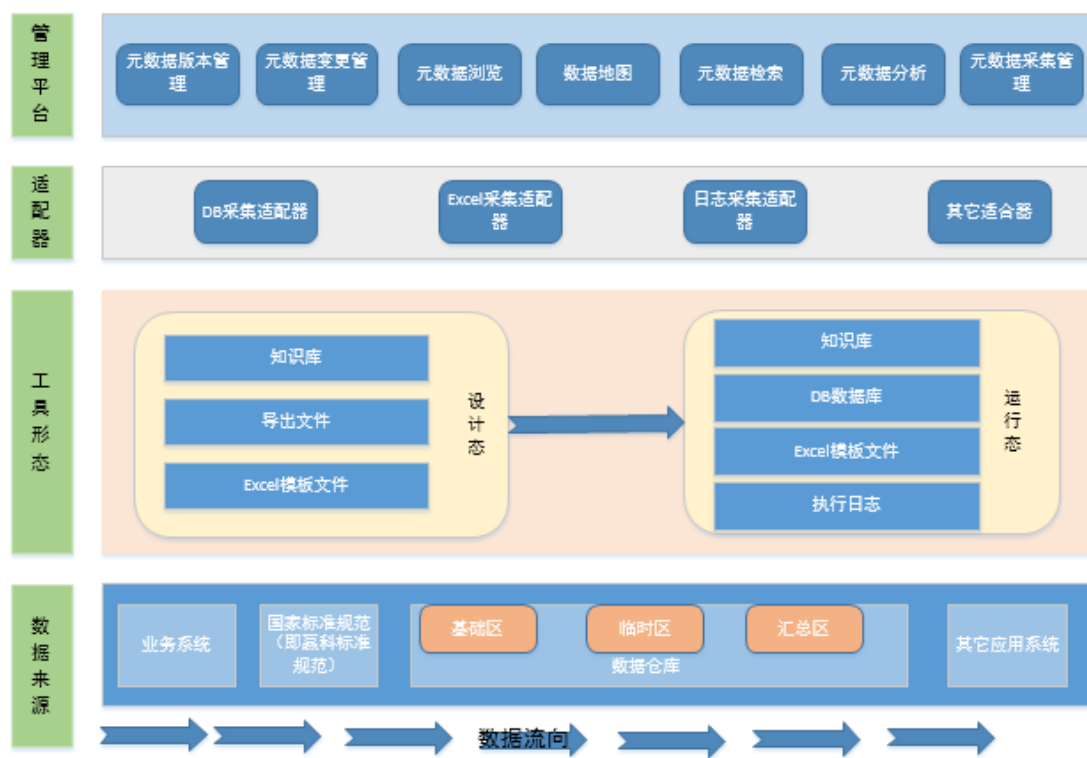 管理平台
元数据版本管
理
元数据变更管
理
元数据浏览
数据地图
元数据检索
元数据分析
元数据采集管
理
适配器
DB采集适配器
Excel采集适配
器
日志采集适配
器
其它适合器
工具形态
知识库
导出文件
Excel模板文件
设计态
知识库
DB数据库
Excel模板文件
执行日志
运行态
数据来源
业务系统
国家标准规范
（即赢科标准
规范）
基础区
临时区
汇总区
数据仓库
其它应用系统
数据流向